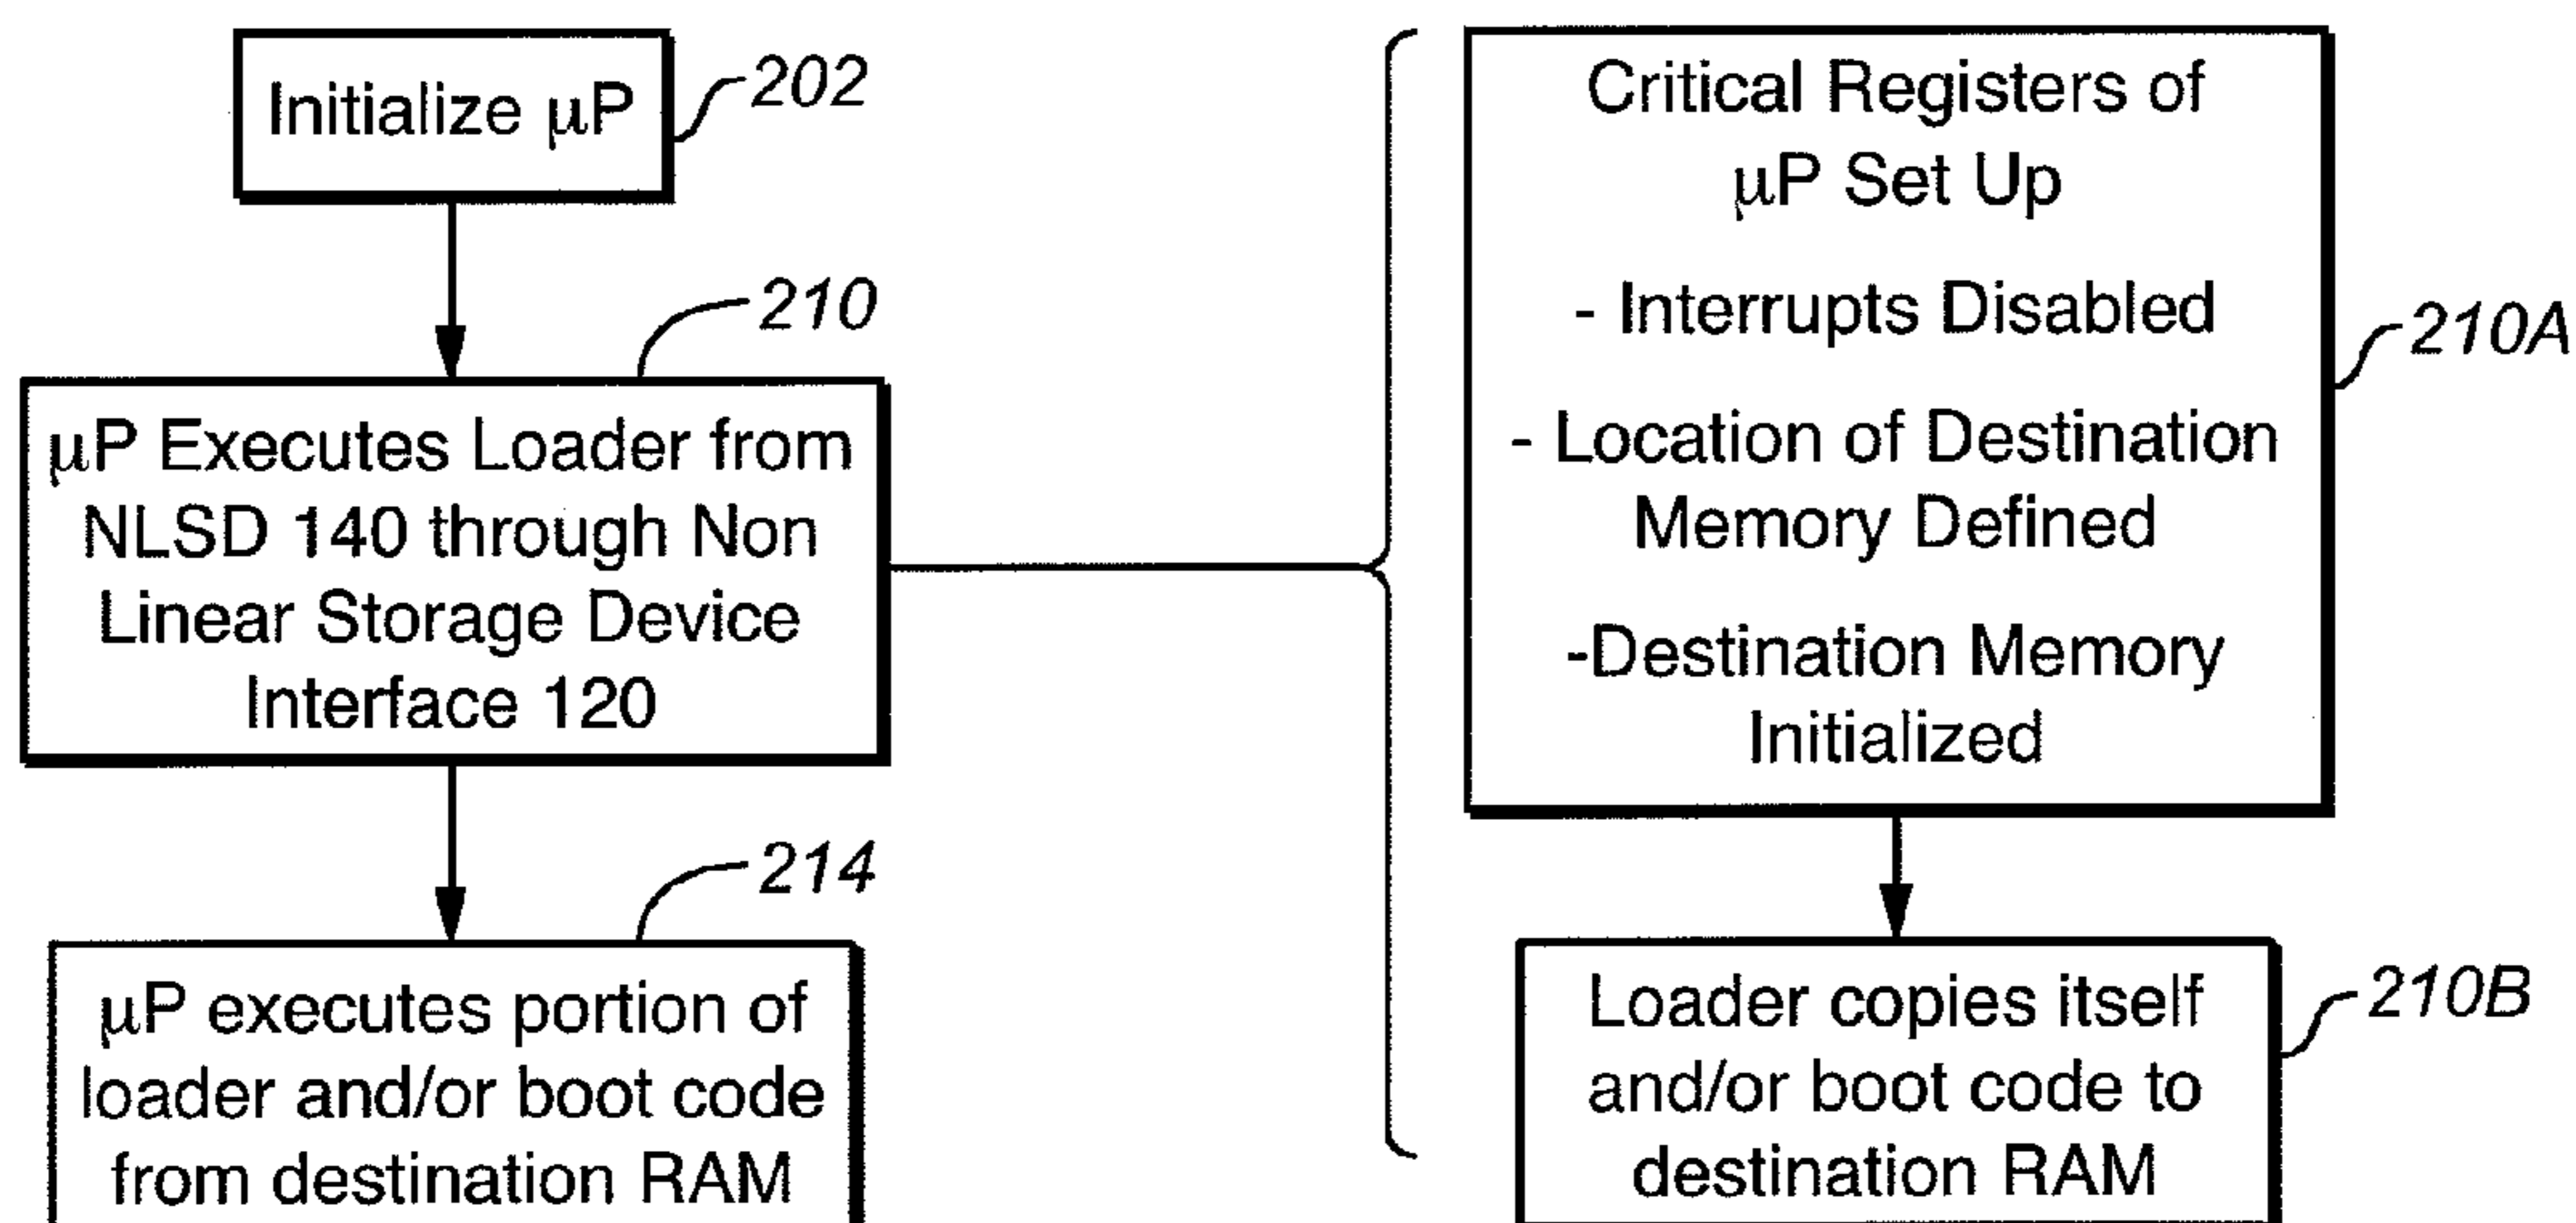 Initialize µP
202
210
µP Executes Loader from
NLSD 140 through Non
Linear Storage Device
Interface 120
214
µP executes portion of
loader and/or boot code
from destination RAM
Critical Registers of
µP Set Up
- Interrupts Disabled
- Location of Destination
Memory Defined
-Destination Memory
Initialized
210A
Loader copies itself
and/or boot code to
destination RAM
210B